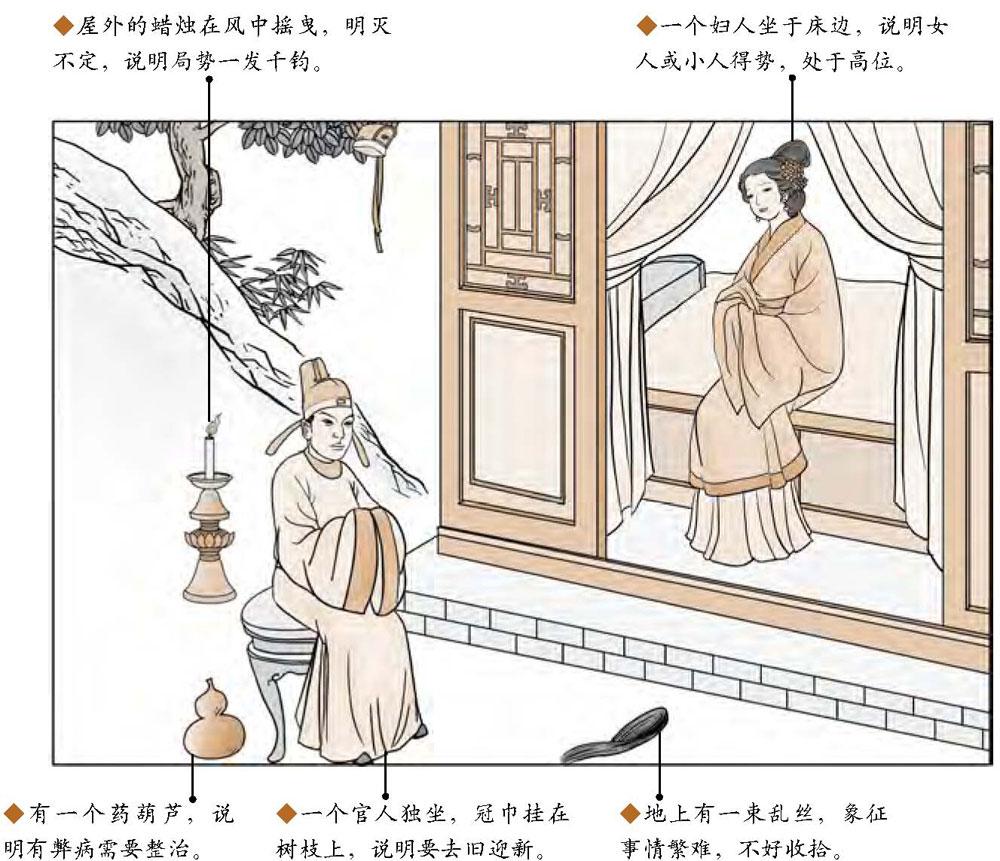 ◆屋外的蜡烛在风中摇曳，明灭
不定，说明局势一发千钧。
◆一个妇人坐于床边，说明女
人或小人得势，处于高位。
◆有一个药葫芦，说
明有弊病需要整治。
◆一个官人独坐，冠巾挂在
树枝上，说明要去旧迎新。
◆地上有一束乱丝，象征
事情繁难，不好收拾。